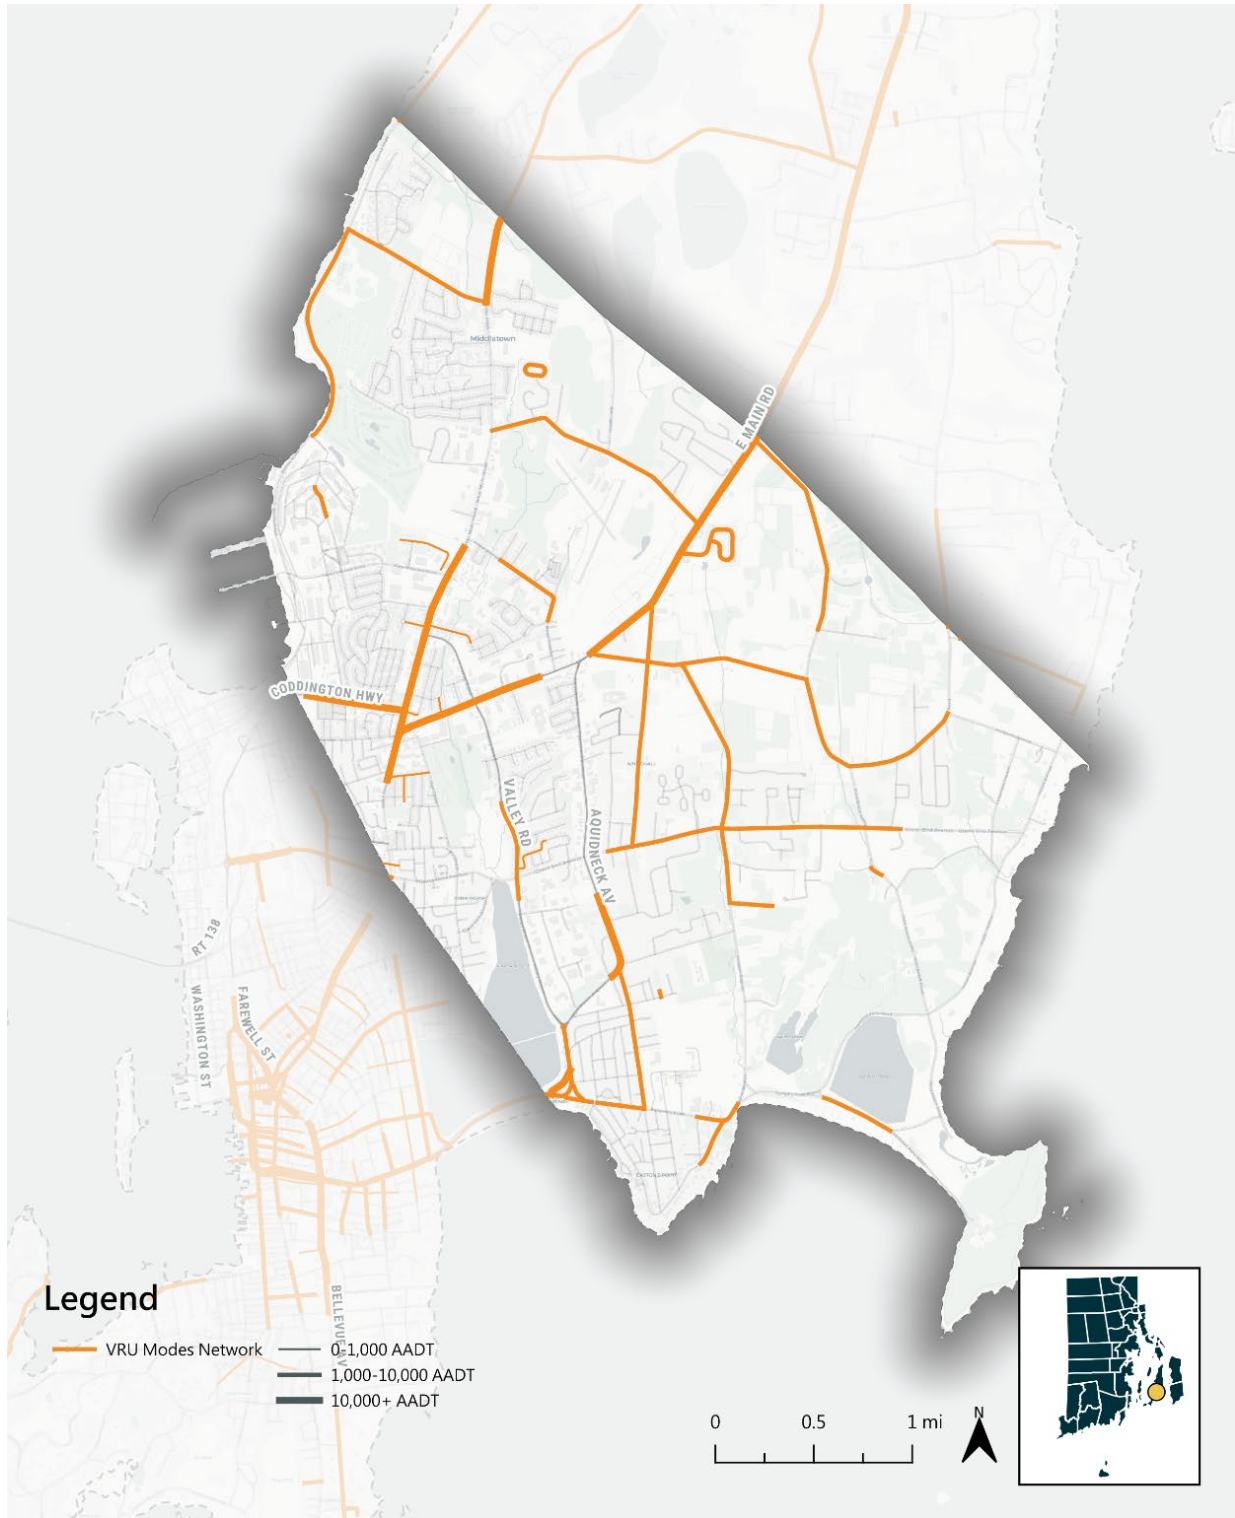 Middletown
E MAIN RD
CODDINGTON HWY
VALLEY RD
AQUIDNECK AV
RT 138
WASHINGTON ST
FAREWELL ST
BELLEVUE AV
Legend
VRU Modes Network
0-1,000 AADT
1,000-10,000 AADT
10,000+ AADT
0 0.5 1 mi
N